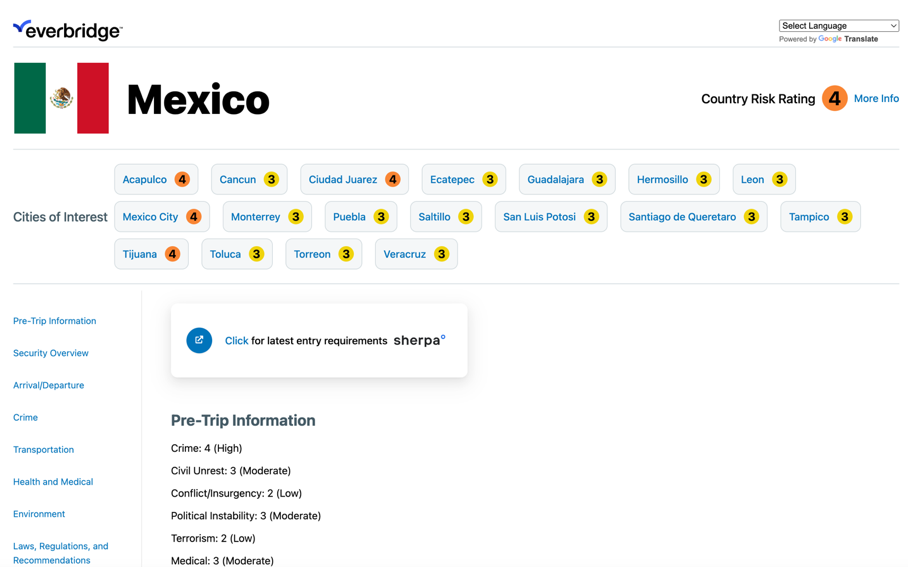 everbridge™
Select Language
Powered by Google Translate
Mexico
Country Risk Rating 4 More Info
Cities of Interest
Acapulco 4
Cancun 3
Ciudad Juarez 4
Ecatepec 3
Guadalajara 3
Hermosillo 3
Leon 3
Mexico City 4
Monterrey 3
Puebla 3
Saltillo 3
San Luis Potosi 3
Santiago de Queretaro 3
Tampico 3
Tijuana 4
Toluca 3
Torreon 3
Veracruz 3
Pre-Trip Information
Security Overview
Arrival/Departure
Crime
Transportation
Health and Medical
Environment
Laws, Regulations, and
Recommendations
Click for latest entry requirements sherpa°
Pre-Trip Information
Crime: 4 (High)
Civil Unrest: 3 (Moderate)
Conflict/Insurgency: 2 (Low)
Political Instability: 3 (Moderate)
Terrorism: 2 (Low)
Medical: 3 (Moderate)